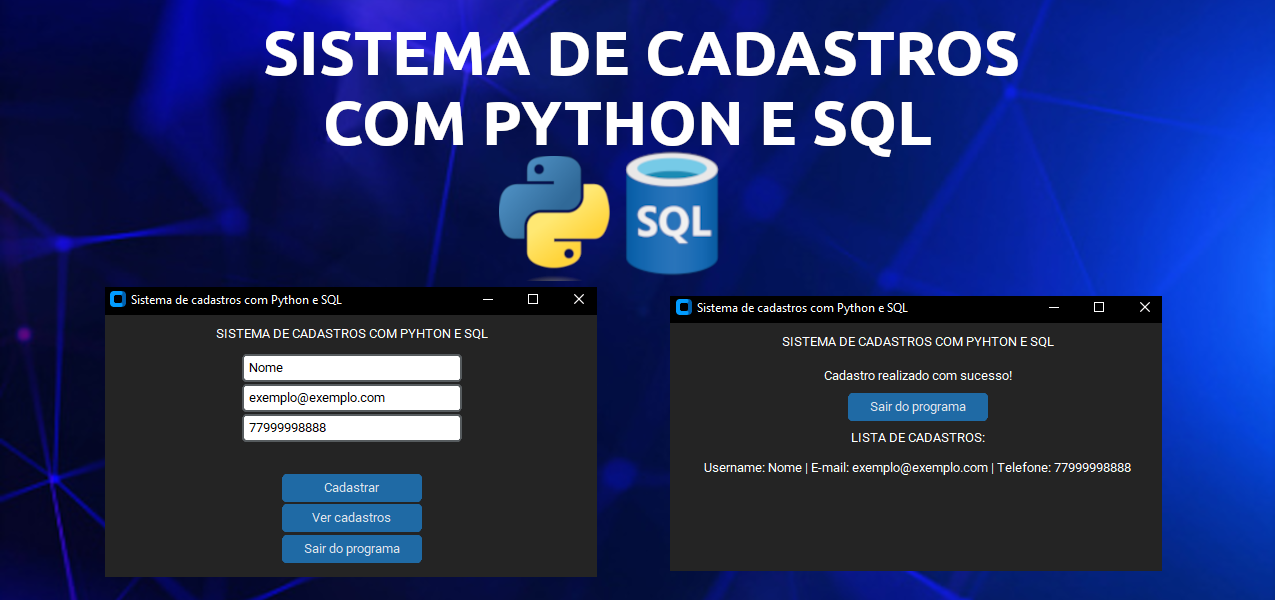 SISTEMA DE CADASTROS
COM PYTHON E SQL
SQL
Sistema de cadastros com Python e SQL
SISTEMA DE CADASTROS COM PYHTON E SQL
Nome
exemplo@exemplo.com
77999998888
Cadastrar
Ver cadastros
Sair do programa
Sistema de cadastros com Python e SQL
SISTEMA DE CADASTROS COM PYHTON E SQL
Cadastro realizado com sucesso!
Sair do programa
LISTA DE CADASTROS:
Username: Nome | E-mail: exemplo@exemplo.com | Telefone: 77999998888